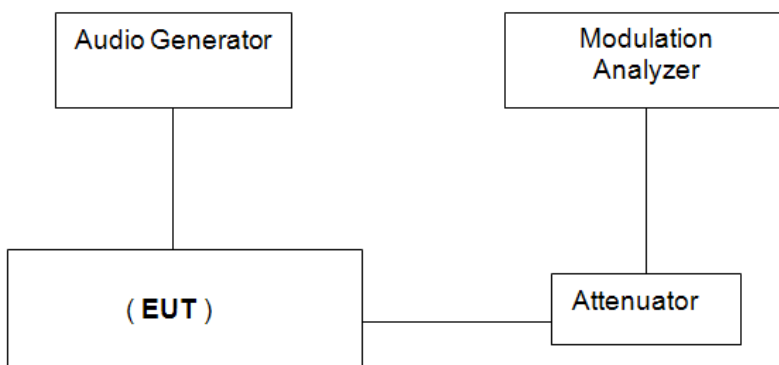 Audio Generator
Modulation
Analyzer
( EUT )
Attenuator